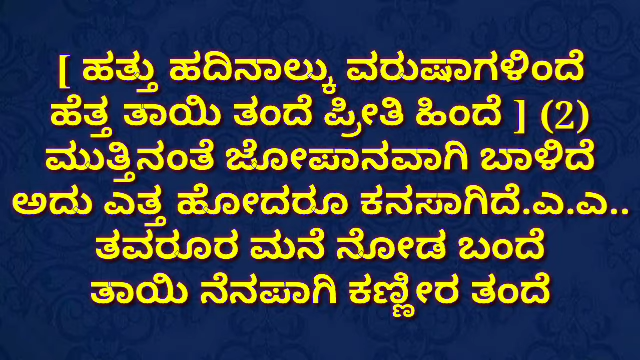 [ ಹತ್ತು ಹದಿನಾಲ್ಕು ವರುಷಾಗಳಿಂದೆ
ಹೆತ್ತ ತಾಯಿ ತಂದೆ ಪ್ರೀತಿ ಹಿಂದೆ ] (2)
ಮುತ್ತಿನಂತೆ ಜೋಪಾನವಾಗಿ ಬಾಳಿದೆ
ಅದು ಎತ್ತ ಹೋದರೂ ಕನಸಾಗಿದೆ.ಎ.ಎ..
ತವರೂರ ಮನೆ ನೋಡ ಬಂದೆ
ತಾಯಿ ನೆನಪಾಗಿ ಕಣ್ಣೀರ ತಂದೆ